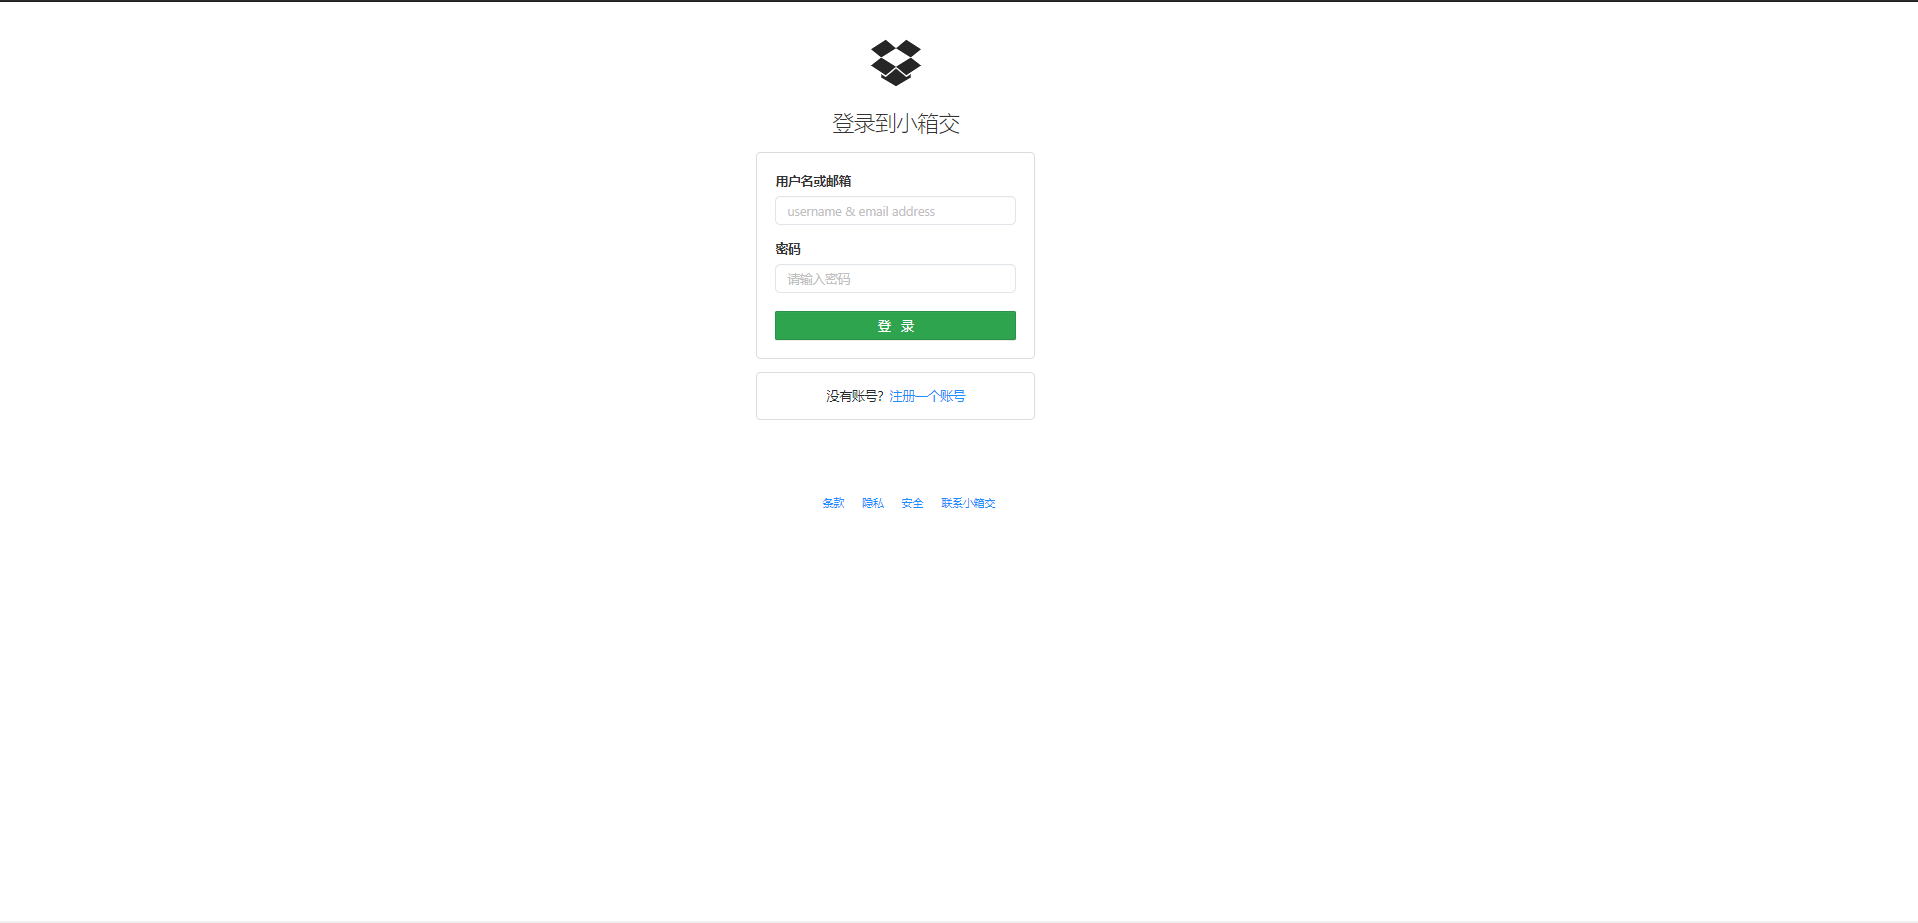 登录到小箱交
用户名或邮箱
username & email address
密码
请输入密码
登 录
没有账号？注册一个账号
条款 隐私 安全 联系小箱交